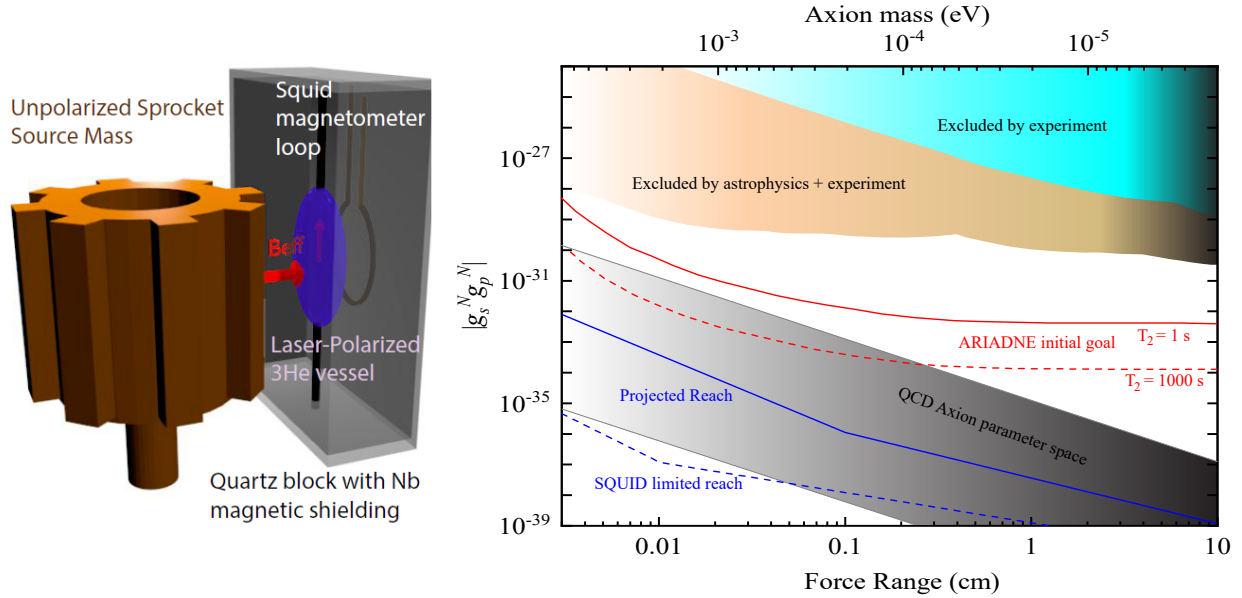 Unpolarized Sprocket
Source Mass
Squid
magnetometer
loop
Beff
Laser-Polarized
3He vessel
Quartz block with Nb
magnetic shielding
Axion mass (eV)
10⁻³
10⁻⁴
10⁻⁵
|gₛᴺgₚᴺ|
10⁻²⁷
10⁻³¹
10⁻³⁵
10⁻³⁹
Excluded by experiment
Excluded by astrophysics + experiment
ARIADNE initial goal
T₂ = 1 s
T₂ = 1000 s
Projected Reach
QCD Axion parameter space
SQUID limited reach
0.01
0.1
1
10
Force Range (cm)